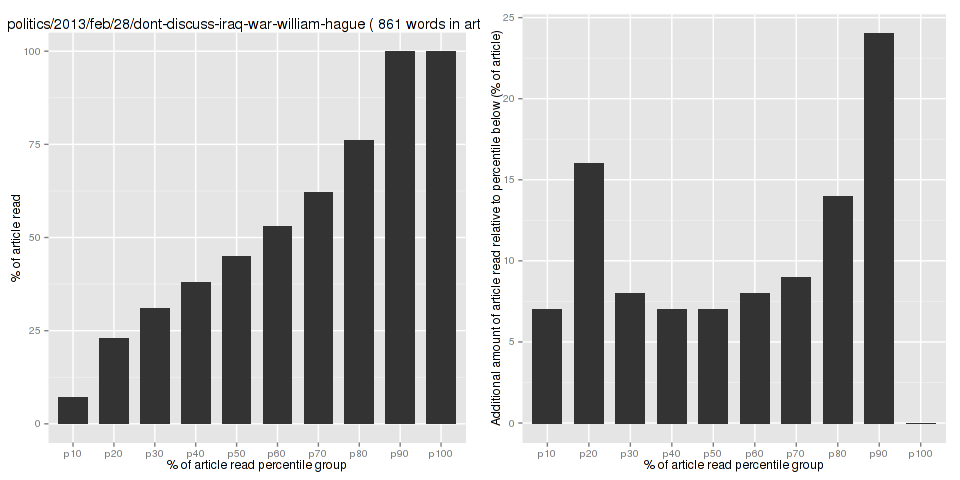 politics/2013/feb/28/dont-discuss-iraq-war-william-hague ( 861 words in art
100
75
50
25
0
% of article read
p10 p20 p30 p40 p50 p60 p70 p80 p90 p100
% of article read percentile group
25
20
15
10
5
0
Additional amount of article read relative to percentile below (% of article)
p10 p20 p30 p40 p50 p60 p70 p80 p90 p100
% of article read percentile group